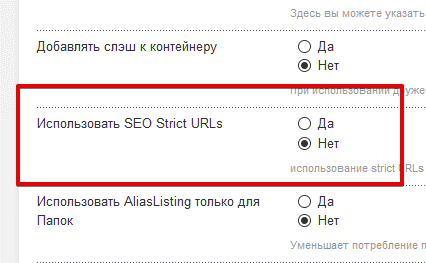 Здесь вы можете указать
Добавлять слэш к контейнеру
Да
Нет
При использовании
Использовать SEO Strict URLs
Да
Нет
использование strict URLs
Использовать AliasListing только для
Папок
Да
Нет
Уменьшает потребление